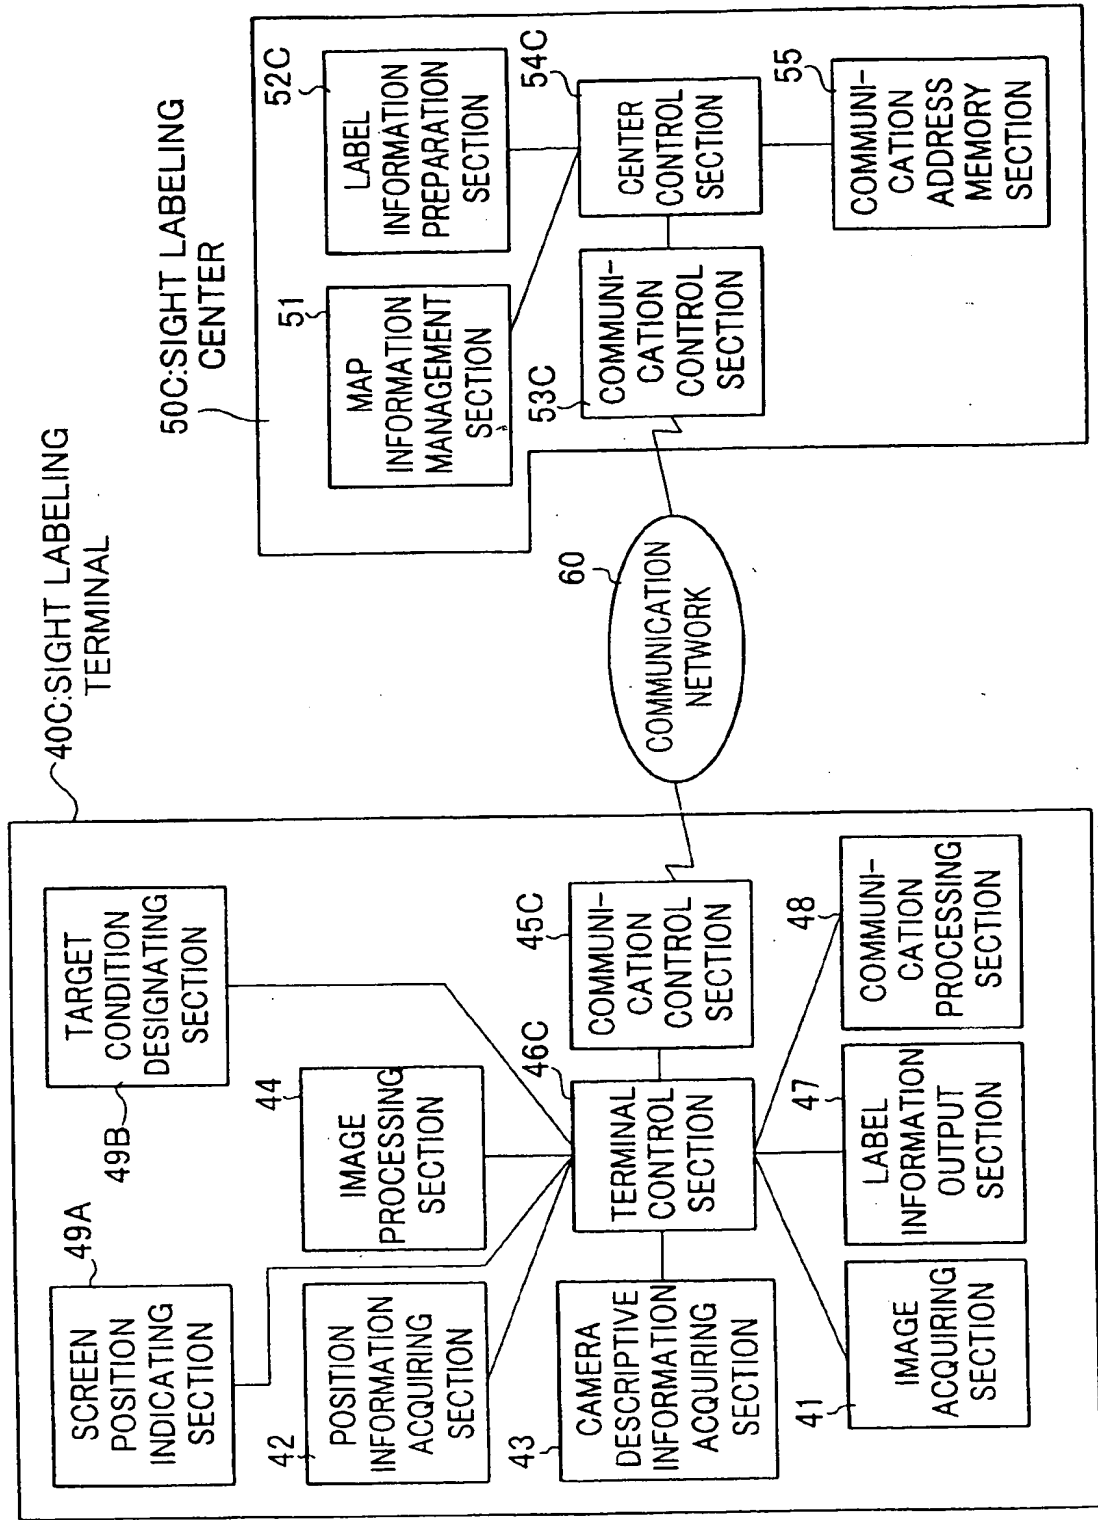 40C:SIGHT LABELING
TERMINAL
49A
SCREEN
POSITION
INDICATING
SECTION
49B
TARGET
CONDITION
DESIGNATING
SECTION
42
POSITION
INFORMATION
ACQUIRING
SECTION
44
IMAGE
PROCESSING
SECTION
43
CAMERA
DESCRIPTIVE
INFORMATION
ACQUIRING
SECTION
46C
TERMINAL
CONTROL
SECTION
45C
COMMUNI-
CATION
CONTROL
SECTION
41
IMAGE
ACQUIRING
SECTION
47
LABEL
INFORMATION
OUTPUT
SECTION
48
COMMUNI-
CATION
PROCESSING
SECTION
60
COMMUNICATION
NETWORK
50C:SIGHT LABELING
CENTER
51
MAP
INFORMATION
MANAGEMENT
SECTION
52C
LABEL
INFORMATION
PREPARATION
SECTION
53C
COMMUNI-
CATION
CONTROL
SECTION
54C
CENTER
CONTROL
SECTION
55
COMMUNI-
CATION
ADDRESS
MEMORY
SECTION